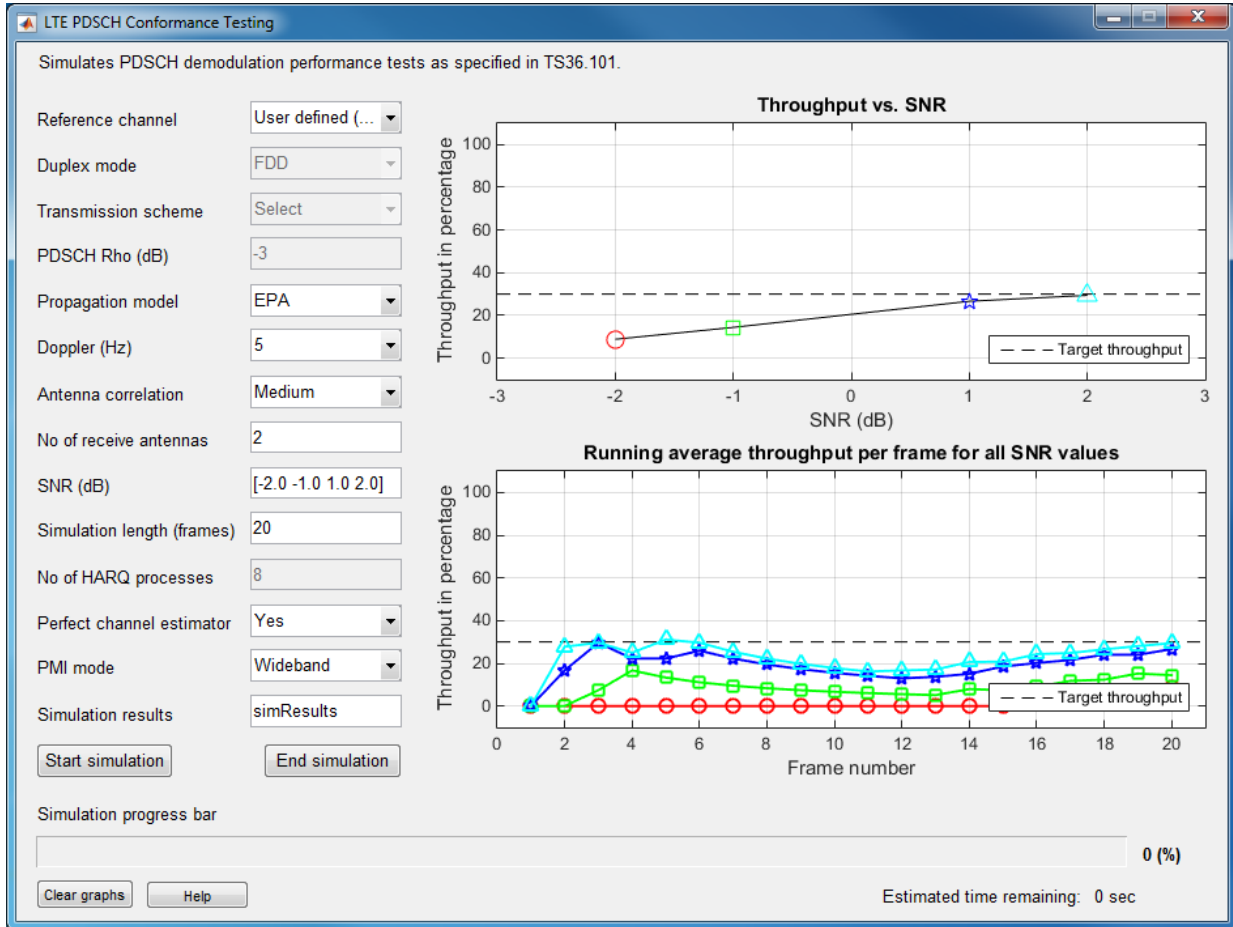 LTE PDSCH Conformance Testing
Simulates PDSCH demodulation performance tests as specified in TS36.101.
Reference channel User defined (...
Duplex mode FDD
Transmission scheme Select
PDSCH Rho (dB) -3
Propagation model EPA
Doppler (Hz) 5
Antenna correlation Medium
No of receive antennas 2
SNR (dB) [-2.0 -1.0 1.0 2.0]
Simulation length (frames) 20
No of HARQ processes 8
Perfect channel estimator Yes
PMI mode Wideband
Simulation results simResults
Start simulation End simulation
Throughput vs. SNR
Throughput in percentage
100
80
60
40
20
0
Target throughput
-3 -2 -1 0 1 2 3
SNR (dB)
Running average throughput per frame for all SNR values
Throughput in percentage
100
80
60
40
20
0
Target throughput
0 2 4 6 8 10 12 14 16 18 20
Frame number
Simulation progress bar
0 (%)
Clear graphs Help Estimated time remaining: 0 sec